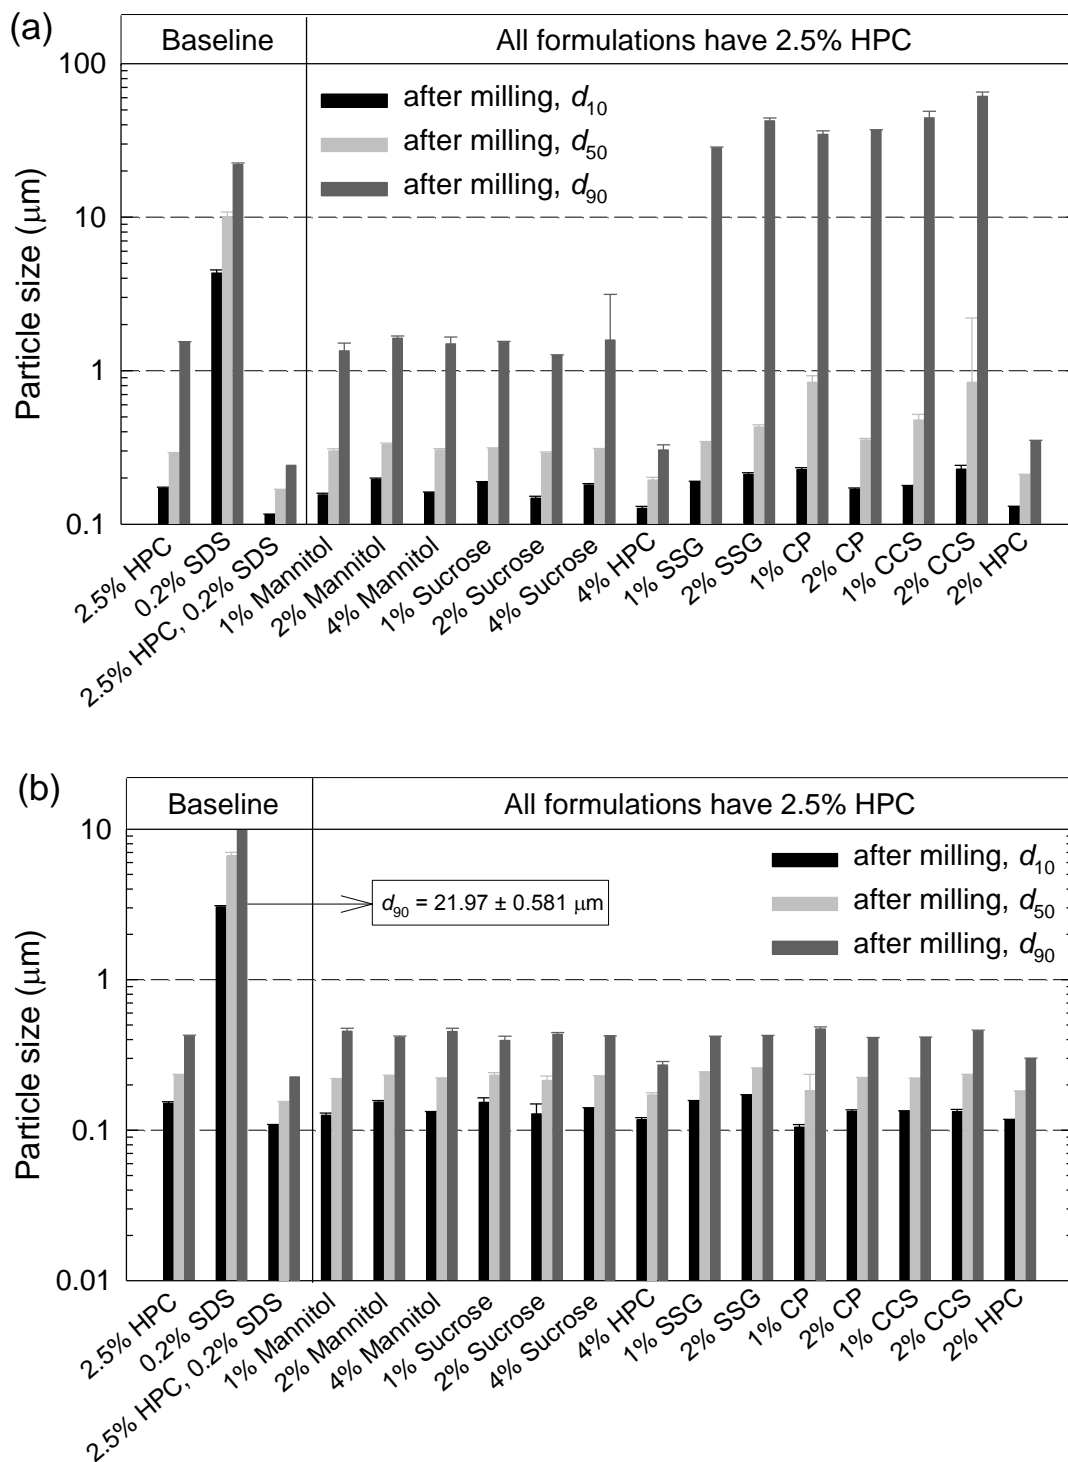 (a)
Baseline
All formulations have 2.5% HPC
100
10
1
0.1
Particle size (μm)
after milling, d10
after milling, d50
after milling, d90
2.5% HPC
0.2% SDS
2.5% HPC, 0.2% SDS
1% Mannitol
2% Mannitol
4% Mannitol
1% Sucrose
2% Sucrose
4% Sucrose
4% HPC
1% SSG
2% SSG
1% CP
2% CP
1% CCS
2% CCS
2% HPC
(b)
Baseline
All formulations have 2.5% HPC
10
1
0.1
0.01
Particle size (μm)
after milling, d10
after milling, d50
after milling, d90
d90 = 21.97 ± 0.581 μm
2.5% HPC
0.2% SDS
2.5% HPC, 0.2% SDS
1% Mannitol
2% Mannitol
4% Mannitol
1% Sucrose
2% Sucrose
4% Sucrose
4% HPC
1% SSG
2% SSG
1% CP
2% CP
1% CCS
2% CCS
2% HPC